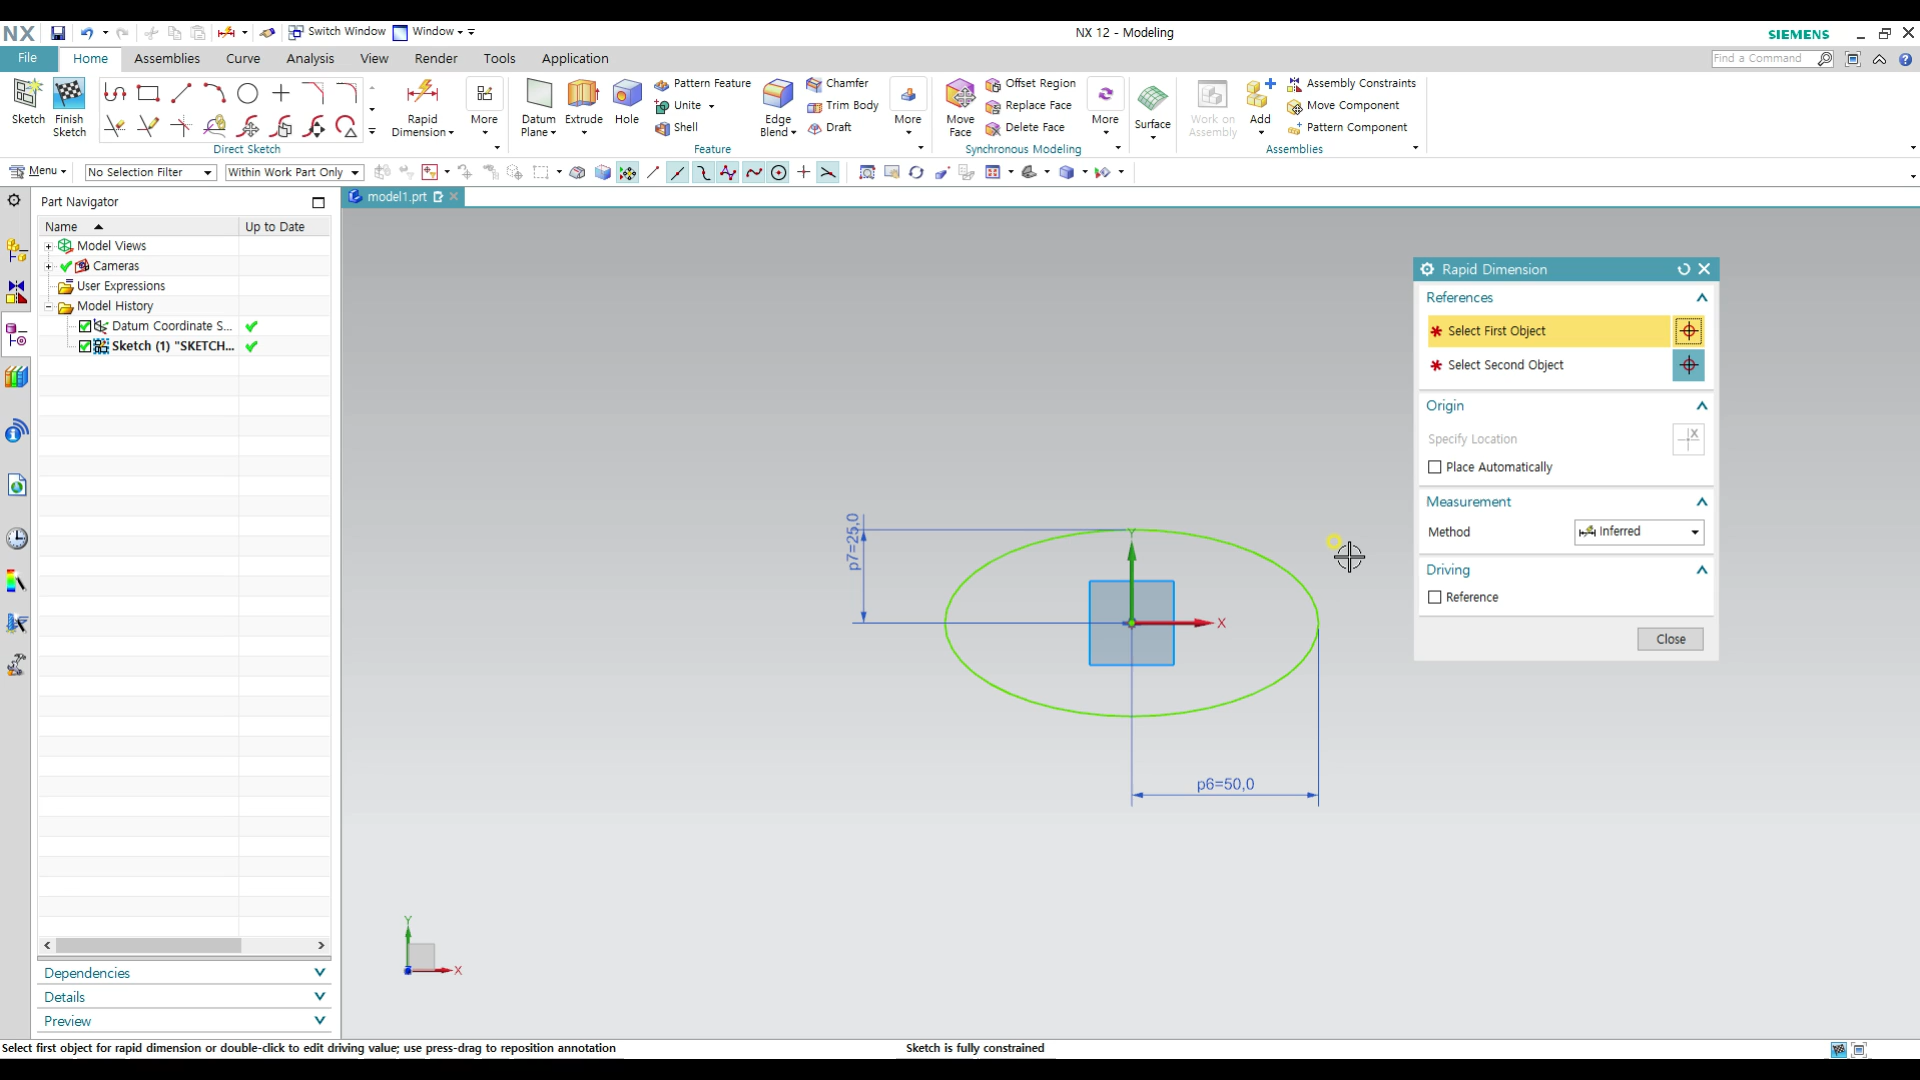 NX
Switch Window
Window
NX 12 - Modeling
SIEMENS
File
Home
Assemblies
Curve
Analysis
View
Render
Tools
Application
Find a Command
Sketch
Finish
Sketch
Direct Sketch
Rapid
Dimension
More
Datum
Plane
Extrude
Hole
Pattern Feature
Unite
Shell
Edge
Blend
Chamfer
Trim Body
Draft
More
Feature
Move
Face
Offset Region
Replace Face
Delete Face
More
Synchronous Modeling
Surface
Work on
Assembly
Add
Assembly Constraints
Move Component
Pattern Component
Assemblies
Menu
No Selection Filter
Within Work Part Only
Part Navigator
model1.prt
Name
Up to Date
Model Views
Cameras
User Expressions
Model History
Datum Coordinate S...
Sketch (1) "SKETCH...
Dependencies
Details
Preview
p7=25,0
Y
X
p6=50,0
Y
X
Rapid Dimension
References
Select First Object
Select Second Object
Origin
Specify Location
Place Automatically
Measurement
Method
Inferred
Driving
Reference
Close
Select first object for rapid dimension or double-click to edit driving value; use press-drag to reposition annotation
Sketch is fully constrained